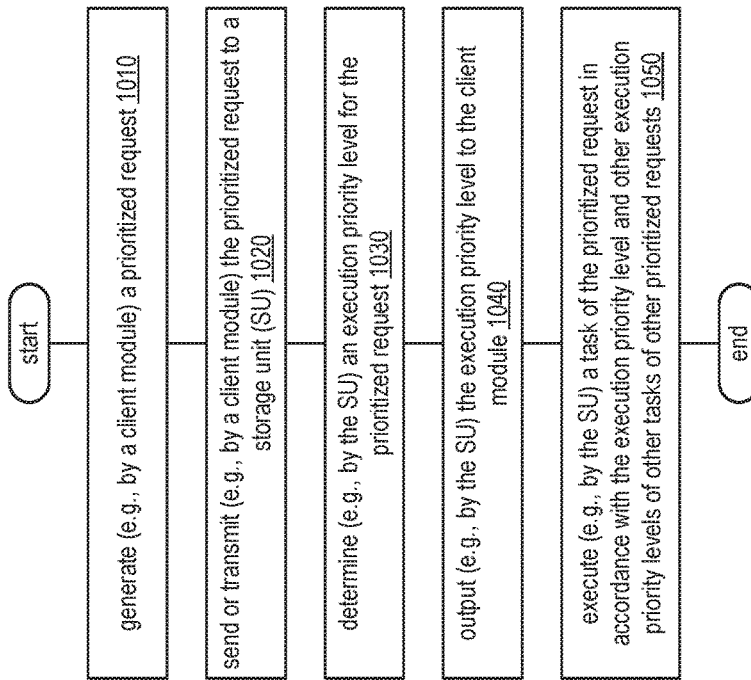 start
generate (e.g., by a client module) a prioritized request 1010
send or transmit (e.g., by a client module) the prioritized request to a
storage unit (SU) 1020
determine (e.g., by the SU) an execution priority level for the
prioritized request 1030
output (e.g., by the SU) the execution priority level to the client
module 1040
execute (e.g., by the SU) a task of the prioritized request in
accordance with the execution priority level and other execution
priority levels of other tasks of other prioritized requests 1050
end